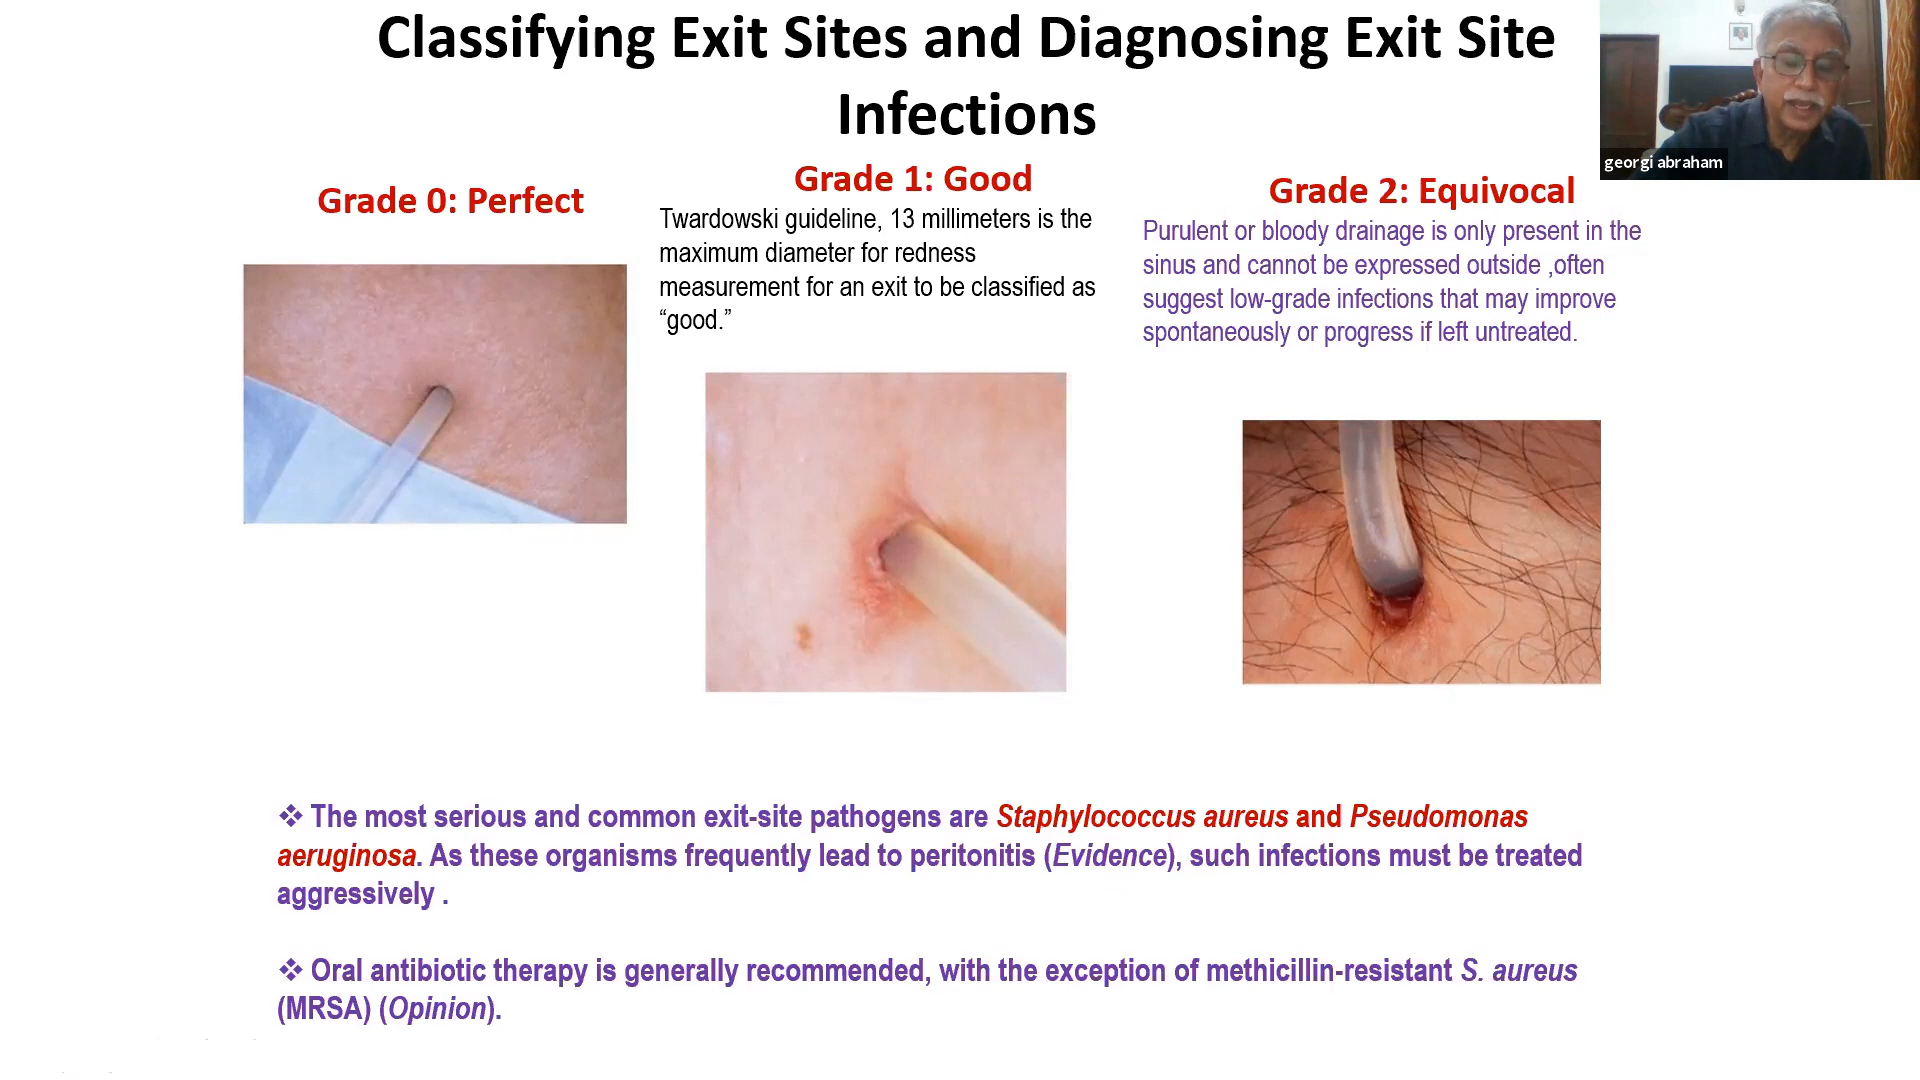 Classifying Exit Sites and Diagnosing Exit Site
Infections
georgi abraham
Grade 0: Perfect
Grade 1: Good
Twardowski guideline, 13 millimeters is the
maximum diameter for redness
measurement for an exit to be classified as
“good.”
Grade 2: Equivocal
Purulent or bloody drainage is only present in the
sinus and cannot be expressed outside ,often
suggest low-grade infections that may improve
spontaneously or progress if left untreated.
❖ The most serious and common exit-site pathogens are Staphylococcus aureus and Pseudomonas
aeruginosa. As these organisms frequently lead to peritonitis (Evidence), such infections must be treated
aggressively .
❖ Oral antibiotic therapy is generally recommended, with the exception of methicillin-resistant S. aureus
(MRSA) (Opinion).